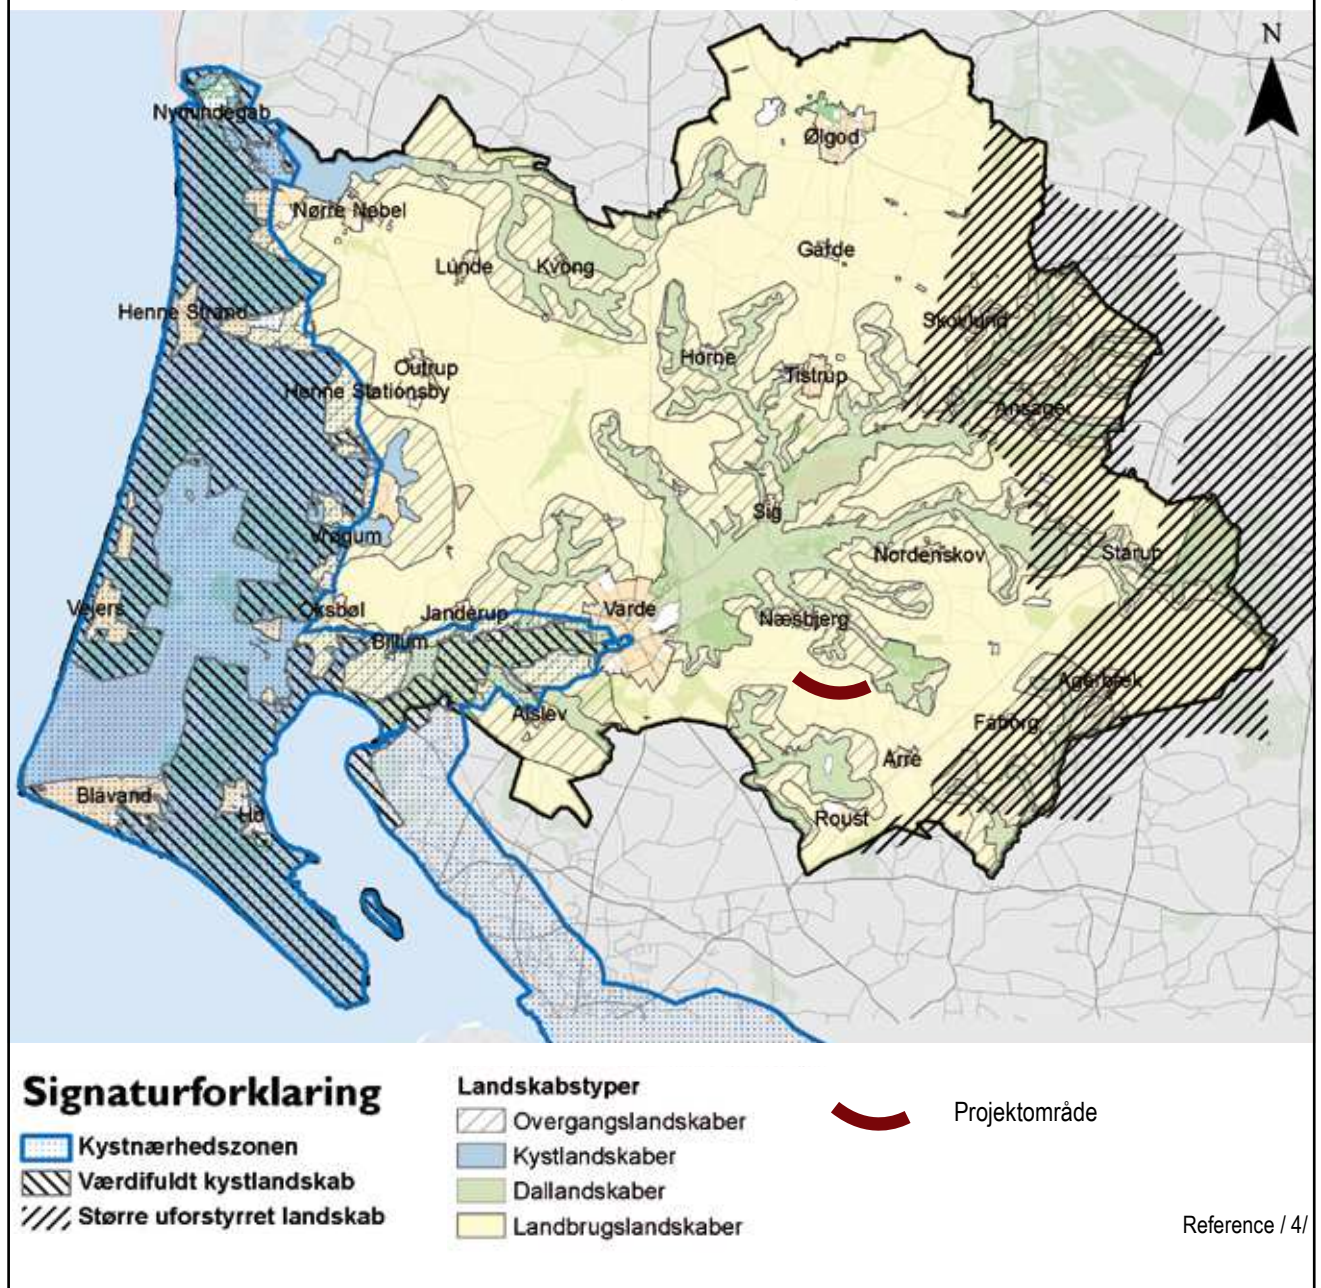 N
Nymindegab
Ølgod
Nørre Nebel
Gårde
Lunde
Kvong
Henne Strand
Skovlund
Horne
Outrup
Tistrup
Henne Stationsby
Ansager
Sig
Vrøgum
Nordenskov
Starup
Vejers
Oksbøl
Janderup
Varde
Næsbjerg
Billum
Agerbæk
Alslev
Fåborg
Årre
Blåvand
Ho
Roust
Signaturforklaring
Kystnærhedszonen
Værdifuldt kystlandskab
Større uforstyrret landskab
Landskabstyper
Overgangslandskaber
Kystlandskaber
Dallandskaber
Landbrugslandskaber
Projektområde
Reference / 4/